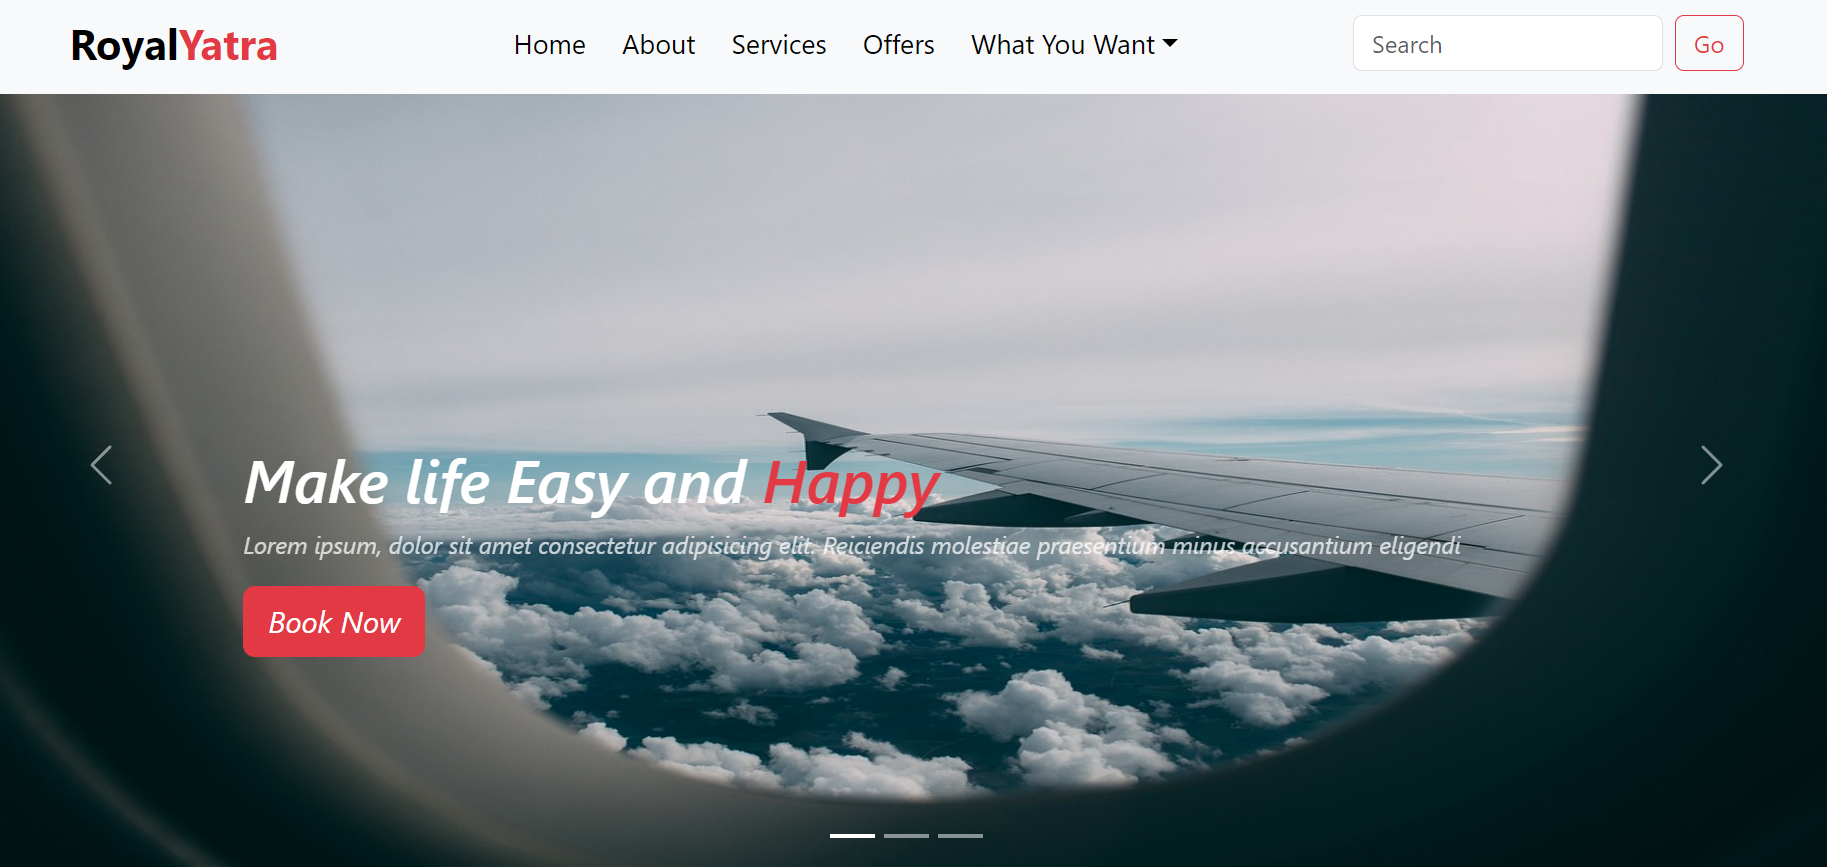 RoyalYatra
Home About Services Offers What You Want
Search
Go
Make life Easy and Happy
Lorem ipsum, dolor sit amet consectetur adipisicing elit. Reiciendis molestiae praesentium minus accusantium eligendi
Book Now